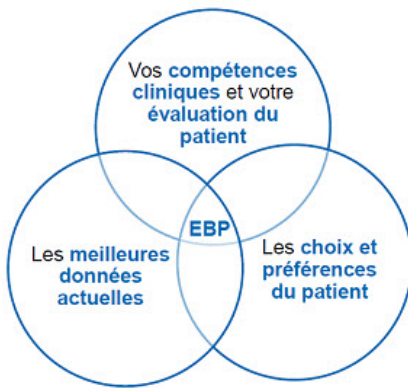 Vos compétences
cliniques et votre
évaluation du
patient
EBP
Les meilleures
données
actuelles
Les choix et
préférences
du patient